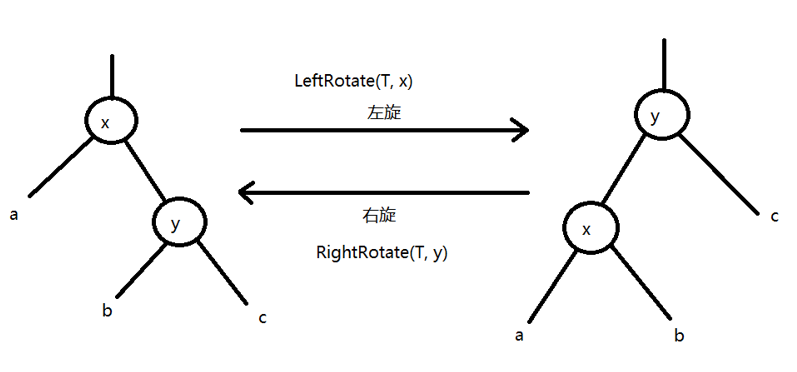 LeftRotate(T, x)
左旋
x
y
a
b
c
右旋
RightRotate(T, y)
y
x
c
a
b